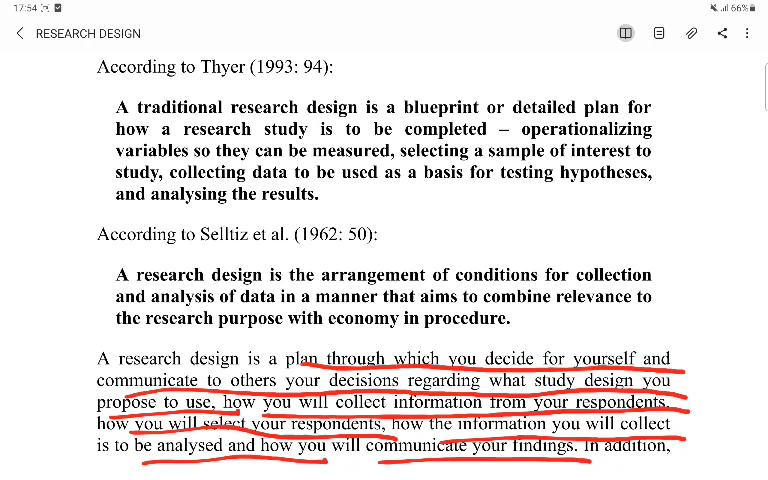 17:54
66%
RESEARCH DESIGN
According to Thyer (1993: 94):
A traditional research design is a blueprint or detailed plan for
how a research study is to be completed – operationalizing
variables so they can be measured, selecting a sample of interest to
study, collecting data to be used as a basis for testing hypotheses,
and analysing the results.
According to Selltiz et al. (1962: 50):
A research design is the arrangement of conditions for collection
and analysis of data in a manner that aims to combine relevance to
the research purpose with economy in procedure.
A research design is a plan through which you decide for yourself and
communicate to others your decisions regarding what study design you
propose to use, how you will collect information from your respondents,
how you will select your respondents, how the information you will collect
is to be analysed and how you will communicate your findings. In addition,